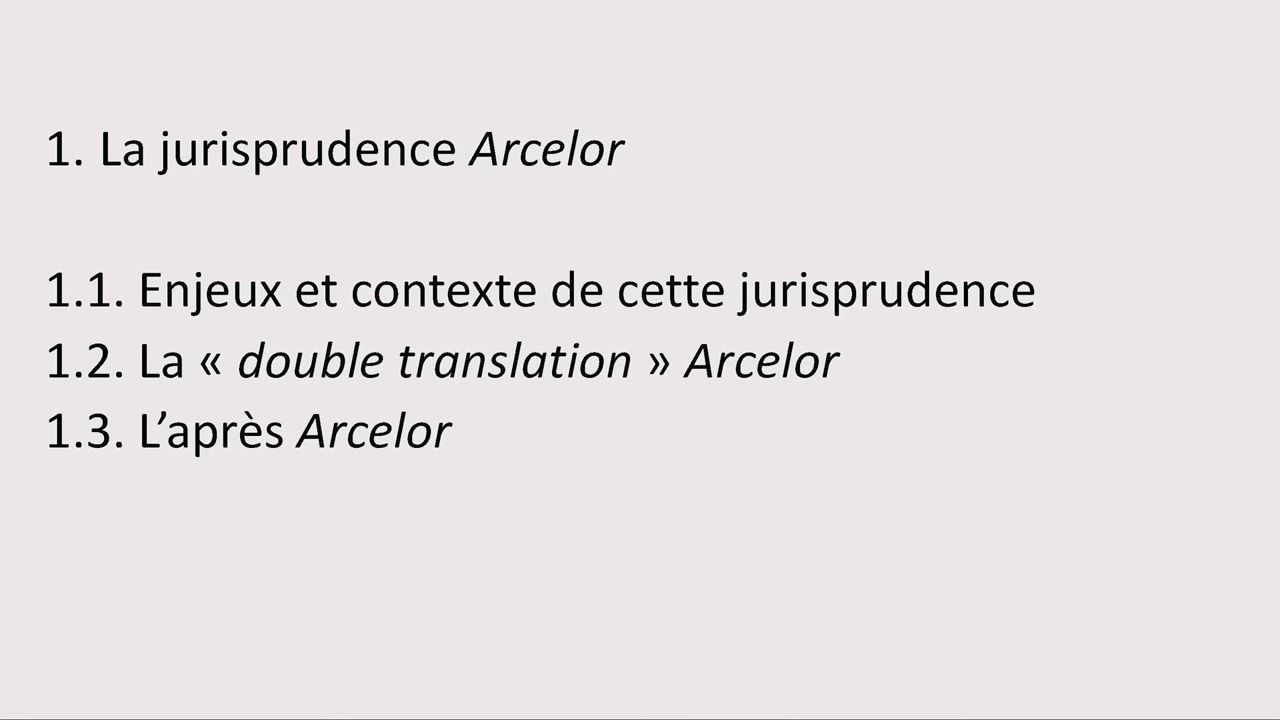 1. La jurisprudence Arcelor
1.1. Enjeux et contexte de cette jurisprudence
1.2. La « double translation » Arcelor
1.3. L’après Arcelor